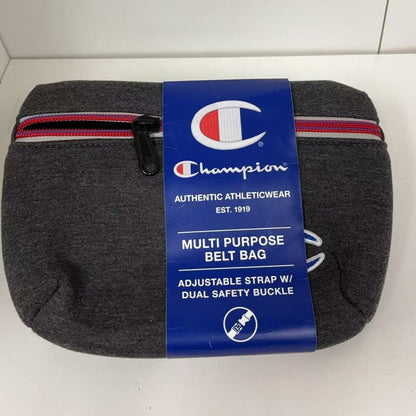 Champion
AUTHENTIC ATHLETICWEAR
EST. 1919
MULTI PURPOSE
BELT BAG
ADJUSTABLE STRAP W/
DUAL SAFETY BUCKLE